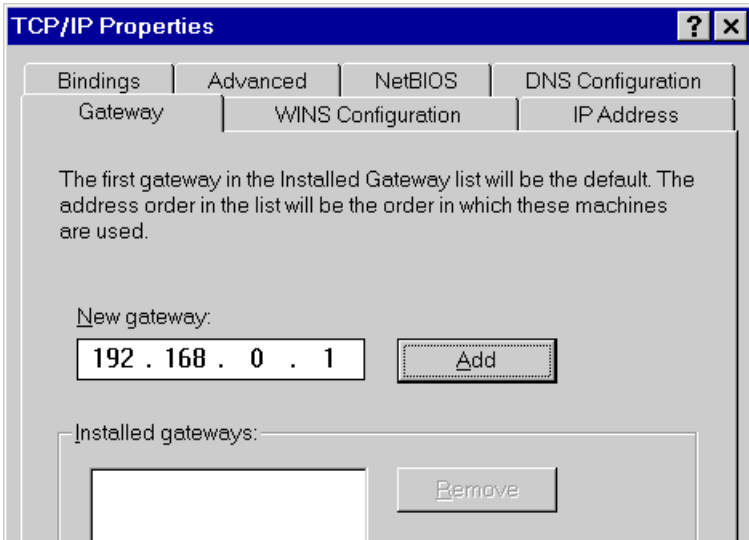 TCP/IP Properties
? ×
Bindings Advanced NetBIOS DNS Configuration
Gateway WINS Configuration IP Address
The first gateway in the Installed Gateway list will be the default. The
address order in the list will be the order in which these machines
are used.
New gateway:
192 . 168 . 0 . 1 Add
Installed gateways:
Remove